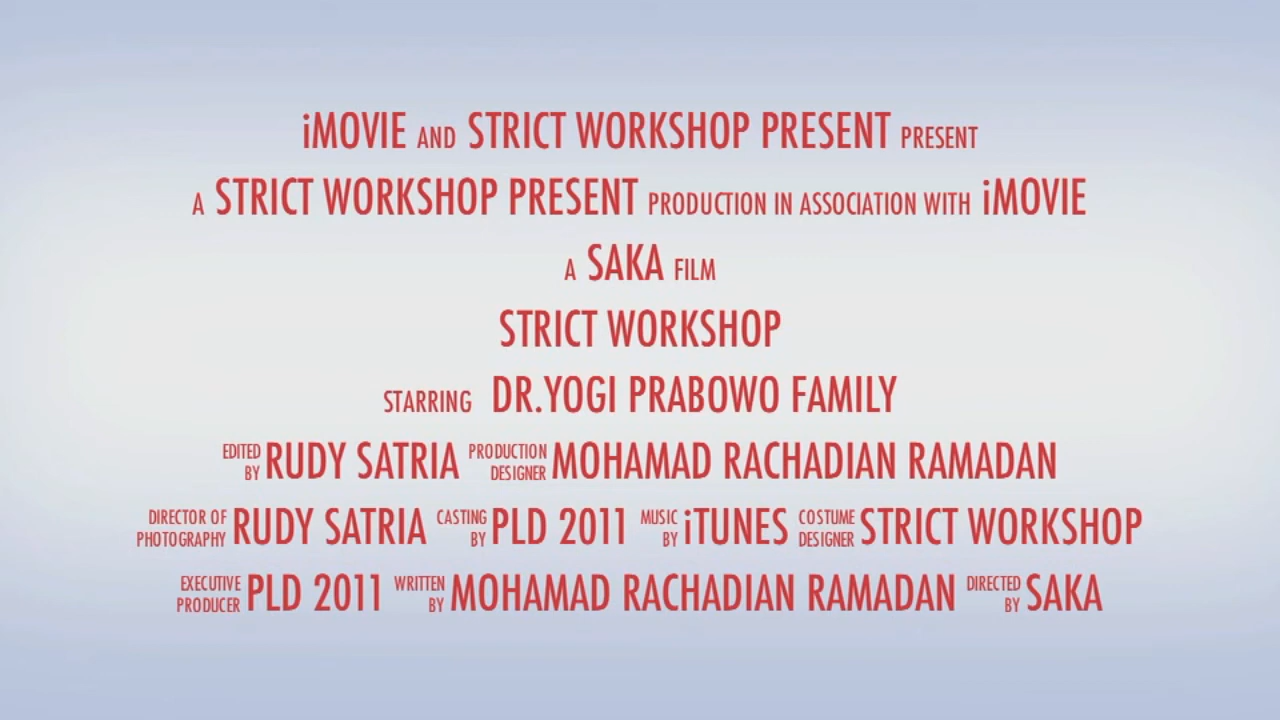 iMOVIE AND STRICT WORKSHOP PRESENT PRESENT
A STRICT WORKSHOP PRESENT PRODUCTION IN ASSOCIATION WITH iMOVIE
A SAKA FILM
STRICT WORKSHOP
STARRING DR.YOGI PRABOWO FAMILY
EDITED BY RUDY SATRIA PRODUCTION DESIGNER MOHAMAD RACHADIAN RAMADAN
DIRECTOR OF PHOTOGRAPHY RUDY SATRIA CASTING BY PLD 2011 MUSIC BY iTUNES COSTUME DESIGNER STRICT WORKSHOP
EXECUTIVE PRODUCER PLD 2011 WRITTEN BY MOHAMAD RACHADIAN RAMADAN DIRECTED BY SAKA